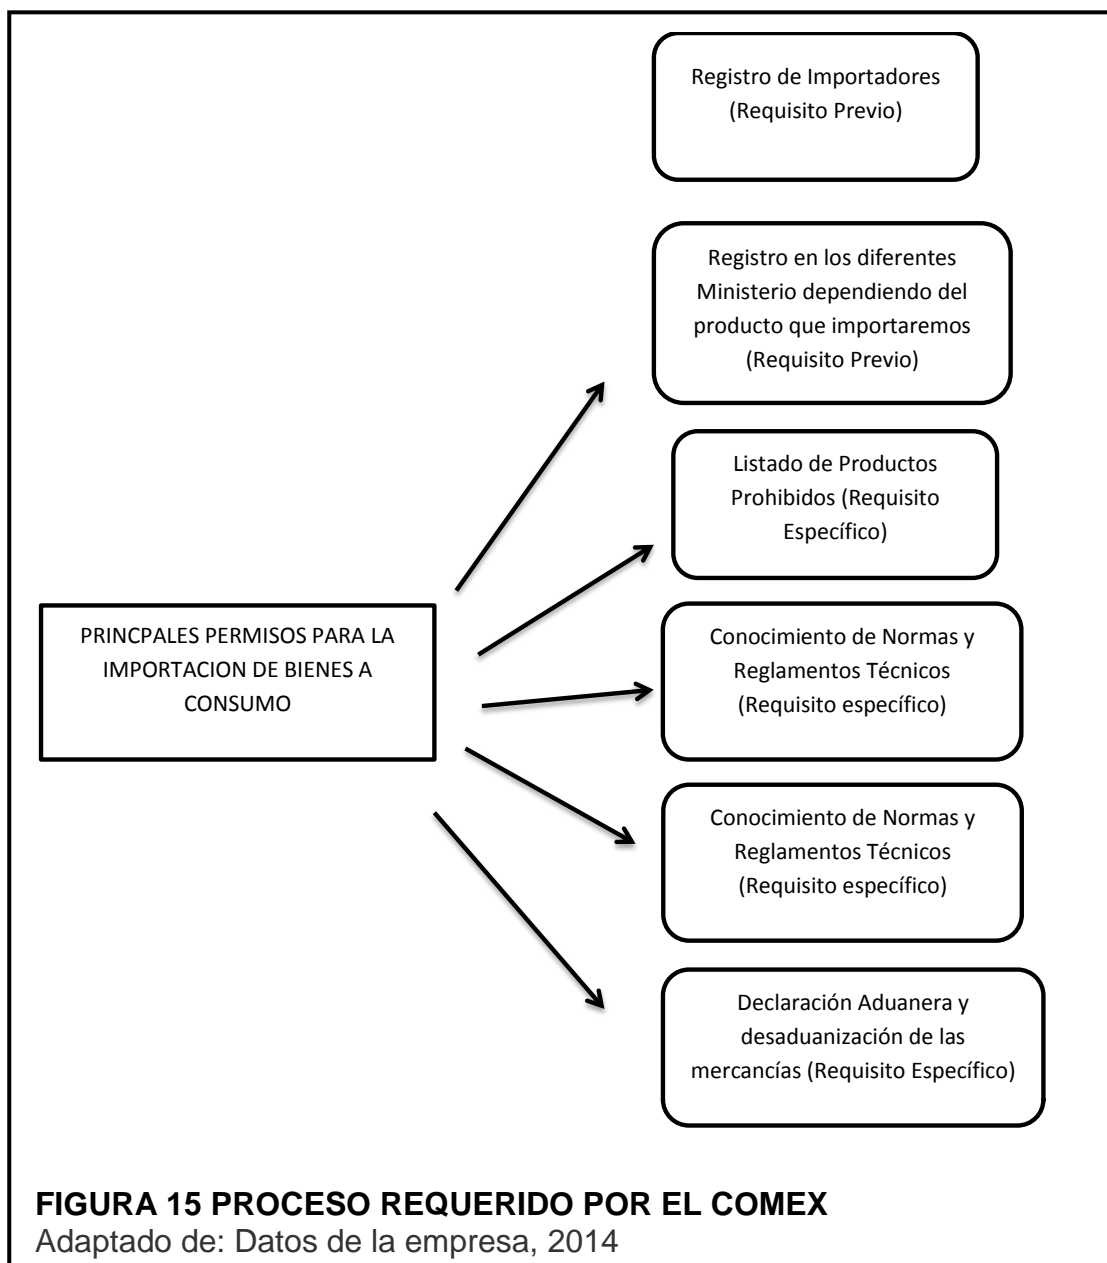 Registro de Importadores
(Requisito Previo)
Registro en los diferentes
Ministerio dependiendo del
producto que importaremos
(Requisito Previo)
Listado de Productos
Prohibidos (Requisito
Específico)
PRINCPALES PERMISOS PARA LA
IMPORTACION DE BIENES A
CONSUMO
Conocimiento de Normas y
Reglamentos Técnicos
(Requisito específico)
Conocimiento de Normas y
Reglamentos Técnicos
(Requisito específico)
Declaración Aduanera y
desaduanización de las
mercancías (Requisito Específico)
FIGURA 15 PROCESO REQUERIDO POR EL COMEX
Adaptado de: Datos de la empresa, 2014